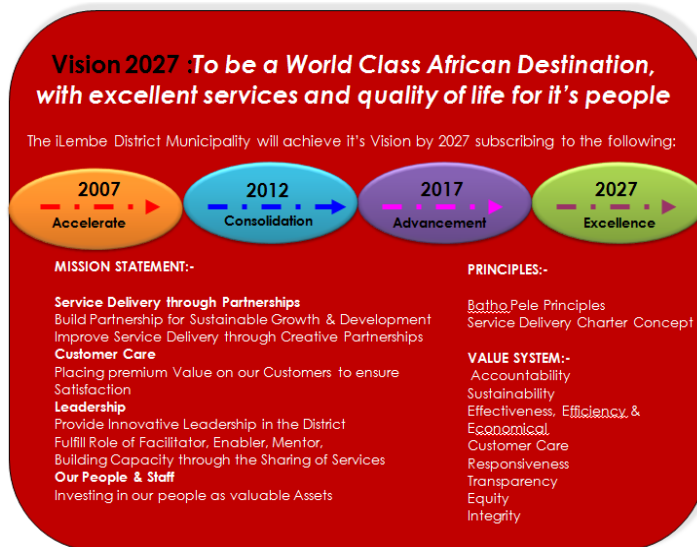 Vision 2027 :To be a World Class African Destination,
with excellent services and quality of life for it's people
The iLembe District Municipality will achieve it's Vision by 2027 subscribing to the following:
2007
Accelerate
2012
Consolidation
2017
Advancement
2027
Excellence
MISSION STATEMENT:-
Service Delivery through Partnerships
Build Partnership for Sustainable Growth & Development
Improve Service Delivery through Creative Partnerships
Customer Care
Placing premium Value on our Customers to ensure
Satisfaction
Leadership
Provide Innovative Leadership in the District
Fulfill Role of Facilitator, Enabler, Mentor,
Building Capacity through the Sharing of Services
Our People & Staff
Investing in our people as valuable Assets
PRINCIPLES:-
Batho Pele Principles
Service Delivery Charter Concept
VALUE SYSTEM:-
Accountability
Sustainability
Effectiveness, Efficiency &
Economical
Customer Care
Responsiveness
Transparency
Equity
Integrity